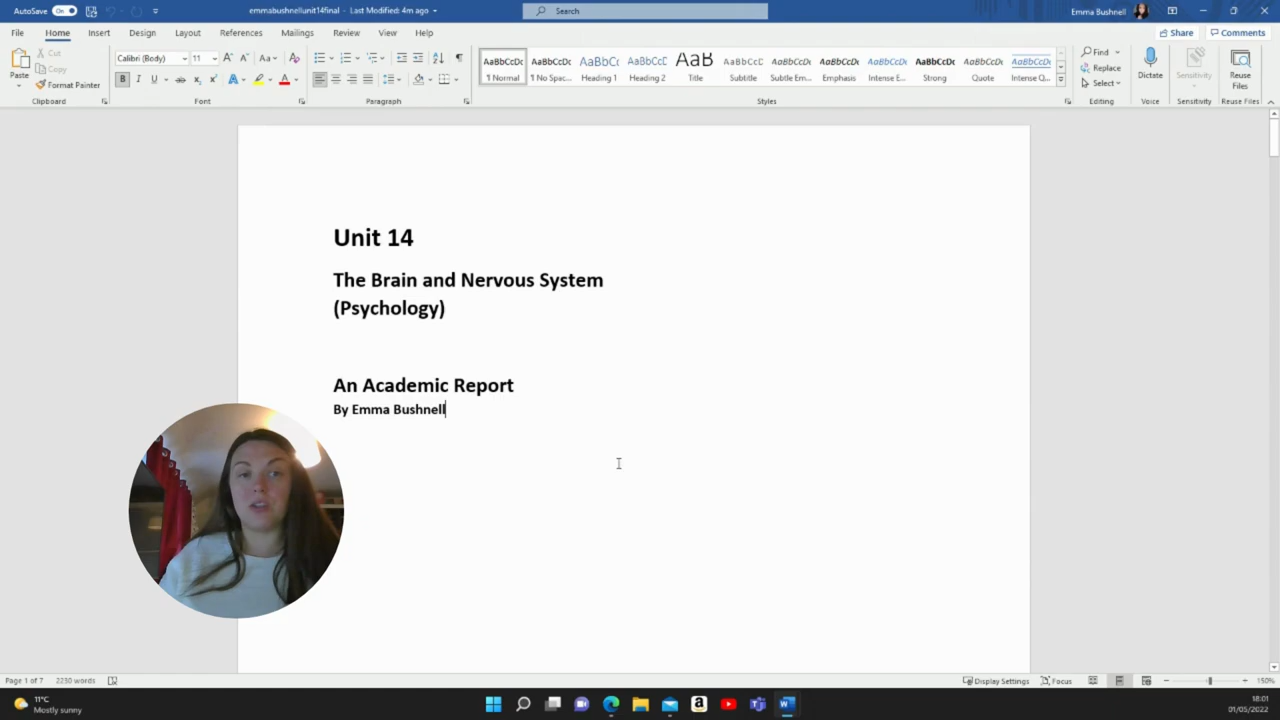 AutoSave On emmabushnellunit14final - Last Modified: 4m ago Search Emma Bushnell
File Home Insert Design Layout References Mailings Review View Help Share Comments
Paste Cut Copy Format Painter
Calibri (Body) 11
AaBbCcDc AaBbCcDc AaBbCc AaBbCcC AaB AaBbCcC AaBbCcDc AaBbCcDc AaBbCcDc AaBbCcDc AaBbCcDc AaBbCcDc
¶ Normal ¶ No Spac... Heading 1 Heading 2 Title Subtitle Subtle Em... Emphasis Intense E... Strong Quote Intense Q...
Find Replace Select
Dictate Sensitivity Reuse Files
Clipboard Font Paragraph Styles Editing Voice Sensitivity Reuse Files
Unit 14
The Brain and Nervous System
(Psychology)
An Academic Report
By Emma Bushnell
Page 1 of 7 2230 words Display Settings Focus 150%
11°C
Mostly sunny
18:01
01/05/2022